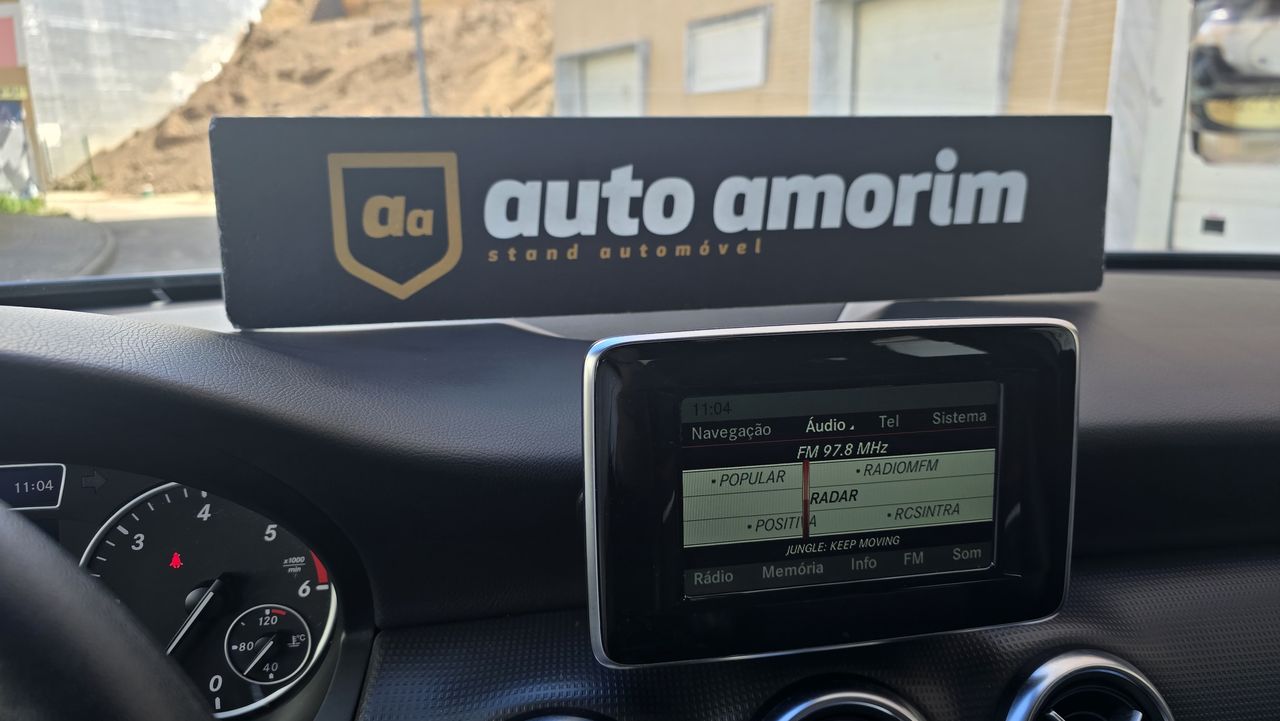 aa
auto amorim
stand automóvel
11:04
Navegação Áudio Tel Sistema
FM 97.8 MHz
• POPULAR • RADIOMFM
RADAR
• POSITIVA • RCSINTRA
JUNGLE: KEEP MOVING
Rádio Memória Info FM Som
11:04
3 4 5 6
x1000
min
120
80 °C
40
0